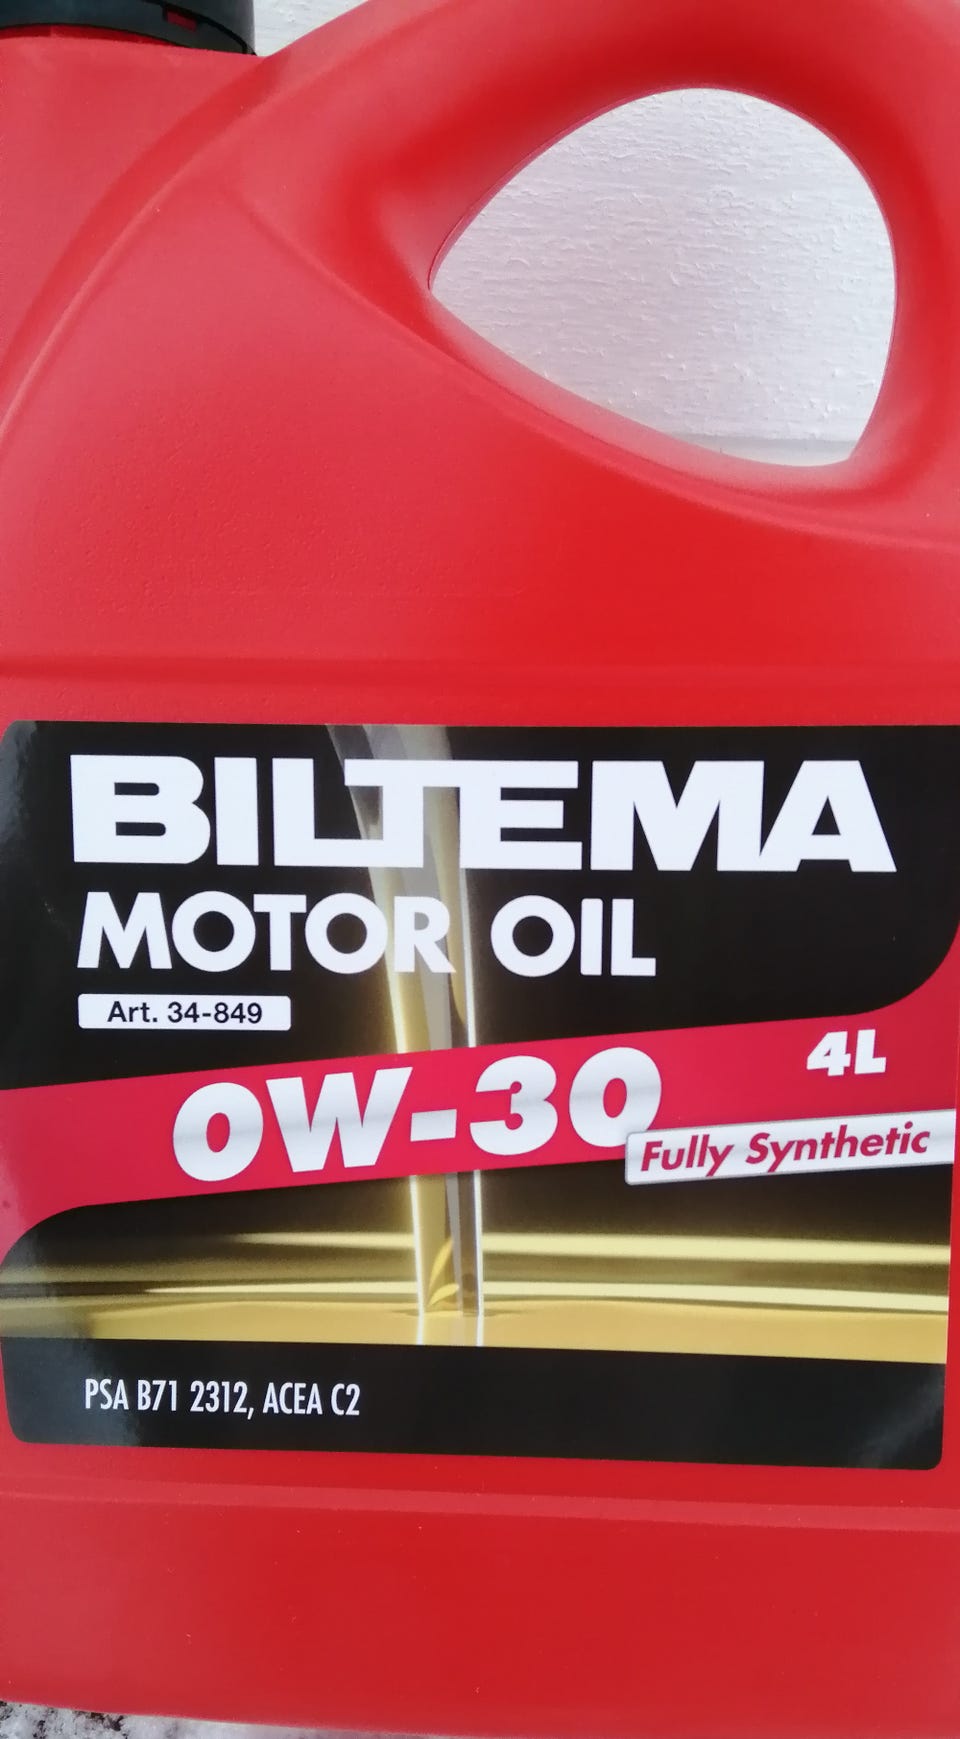 BILTEMA
MOTOR OIL
Art. 34-849
0W-30
4L
Fully Synthetic
PSA B71 2312, ACEA C2